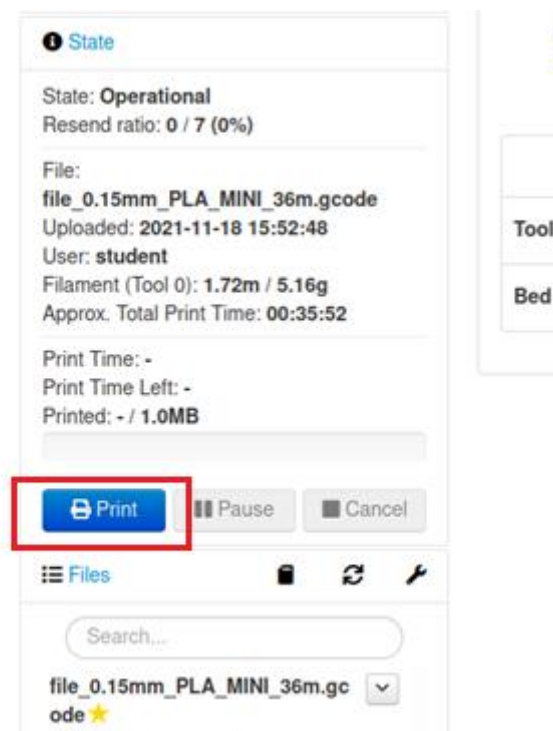 State
State: Operational
Resend ratio: 0 / 7 (0%)
File:
file_0.15mm_PLA_MINI_36m.gcode
Uploaded: 2021-11-18 15:52:48
User: student
Filament (Tool 0): 1.72m / 5.16g
Approx. Total Print Time: 00:35:52
Print Time: -
Print Time Left: -
Printed: - / 1.0MB
Print Pause Cancel
Files
Search...
file_0.15mm_PLA_MINI_36m.gc
ode
Tool
Bed